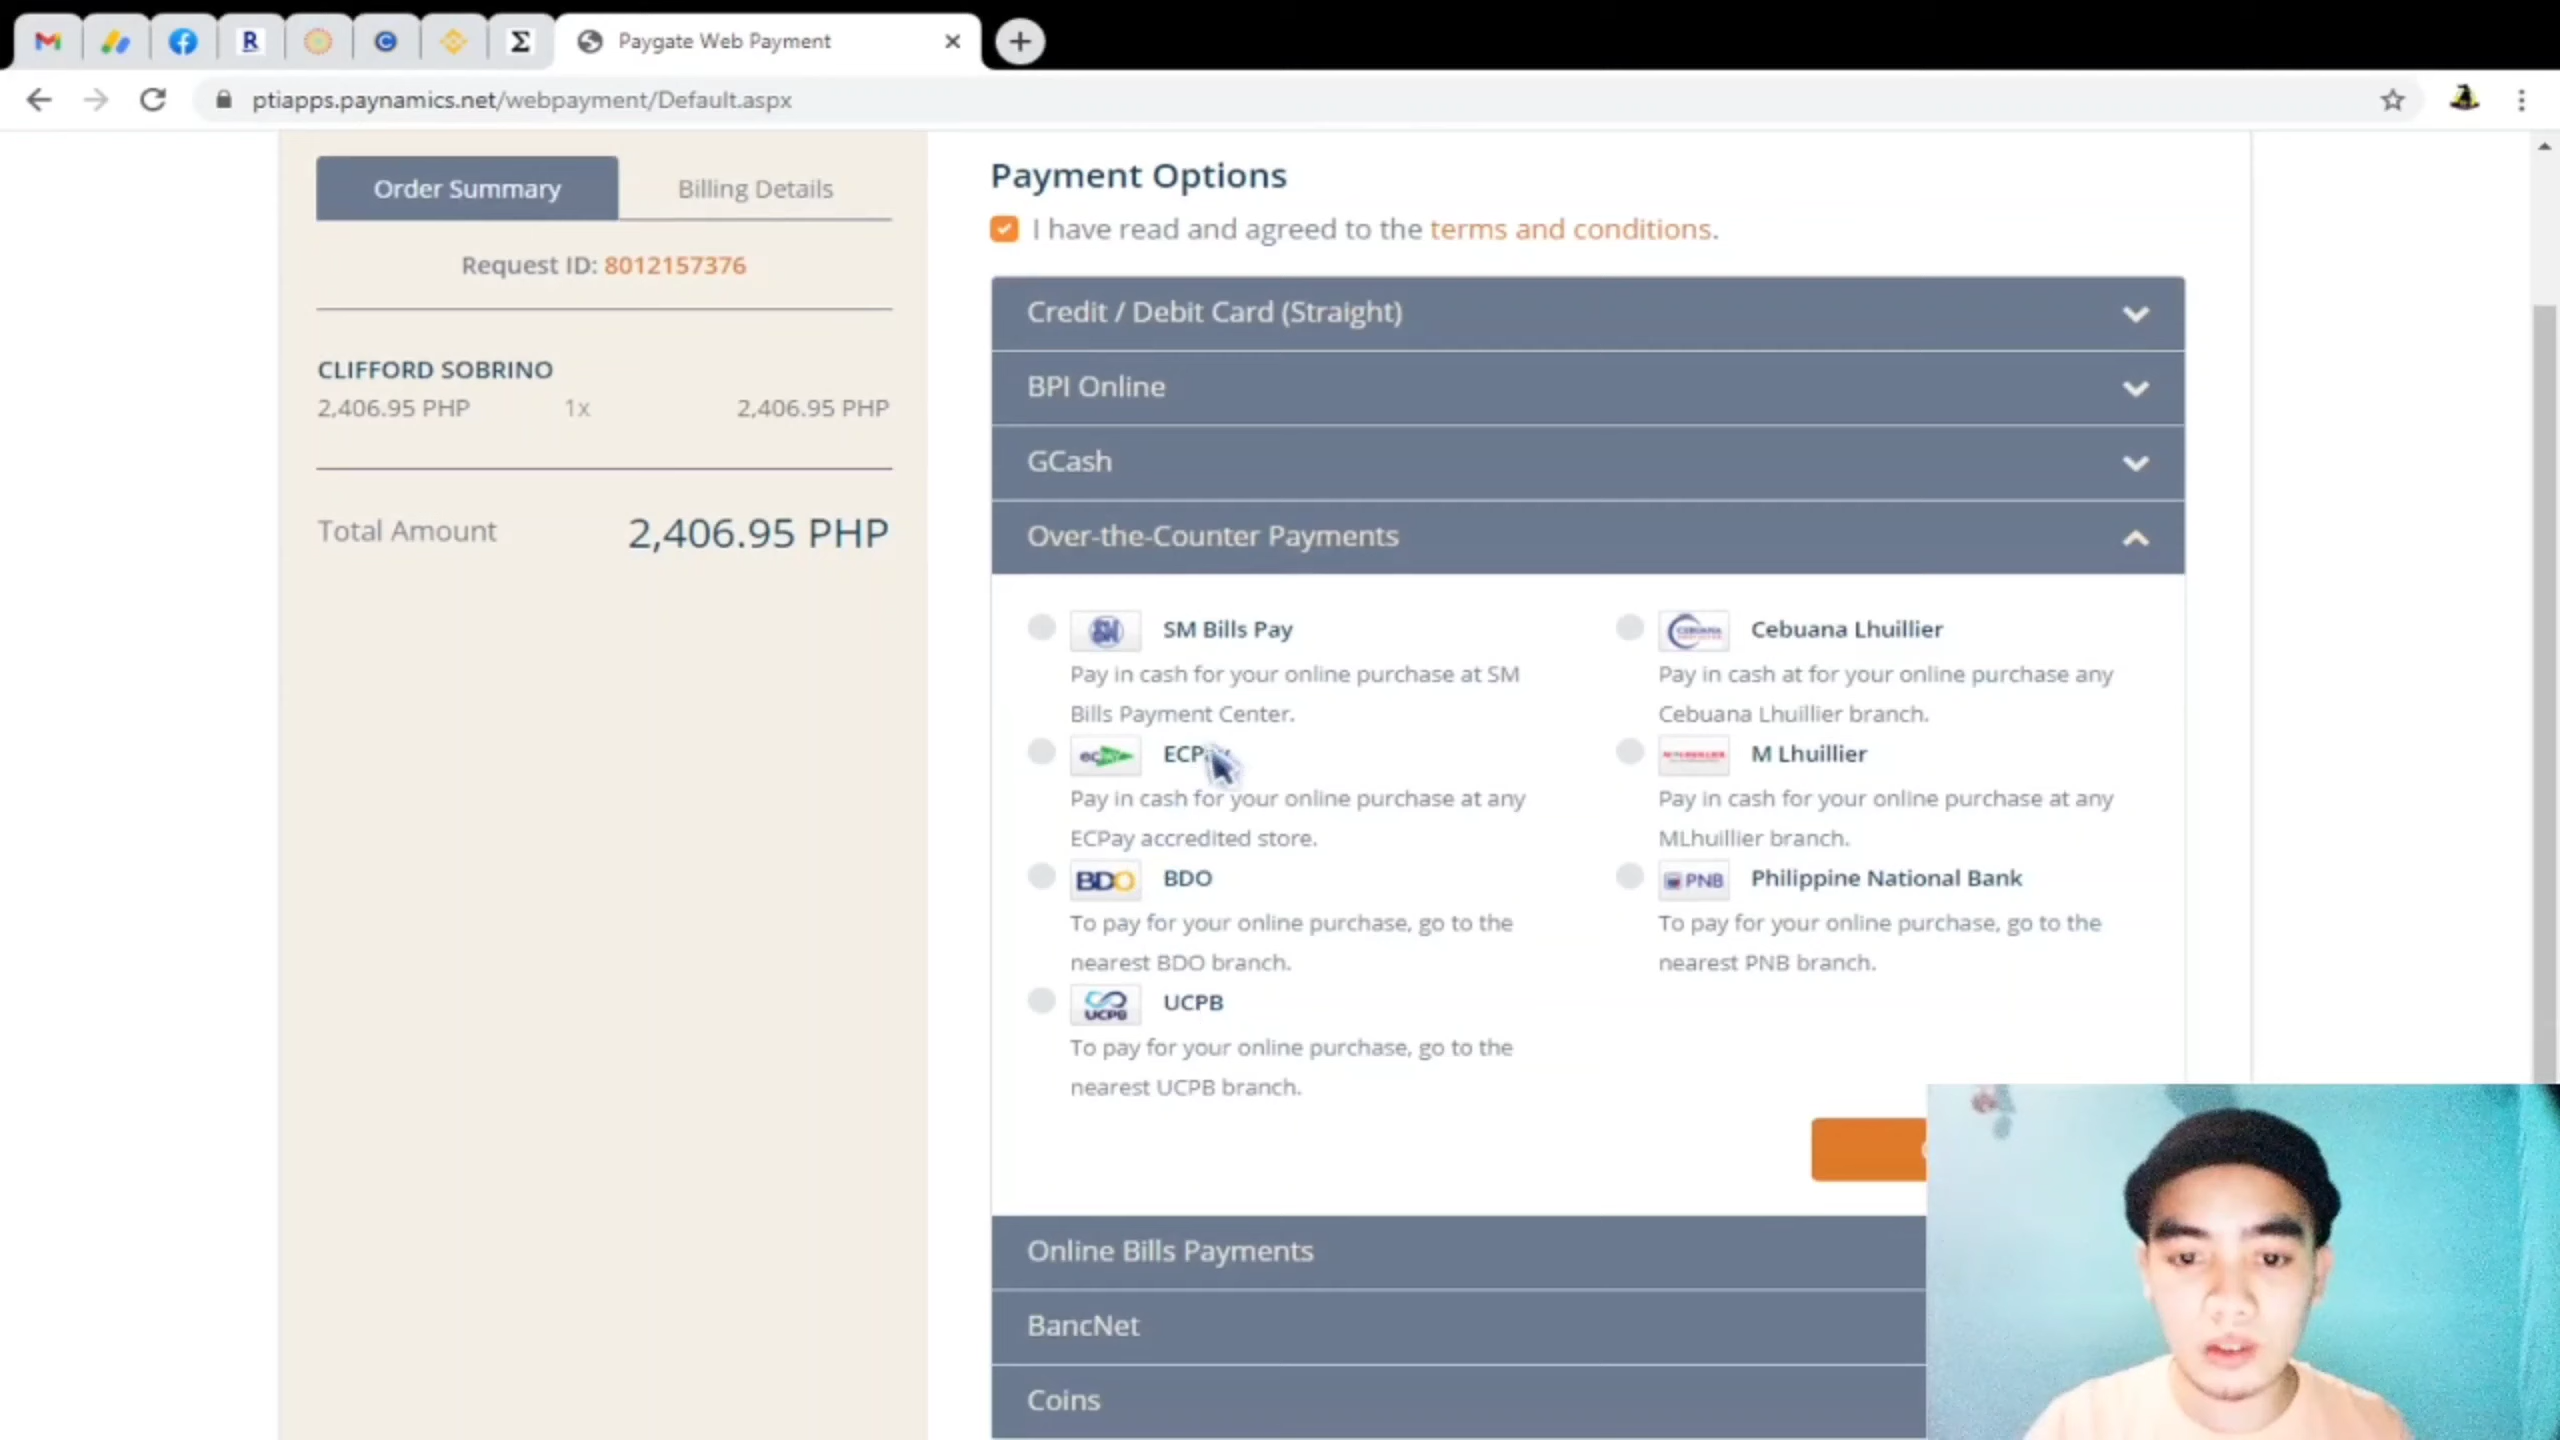 Paygate Web Payment
ptiapps.paynamics.net/webpayment/Default.aspx
Order Summary
Billing Details
Request ID: 8012157376
CLIFFORD SOBRINO
2,406.95 PHP 1x 2,406.95 PHP
Total Amount 2,406.95 PHP
Payment Options
I have read and agreed to the terms and conditions.
Credit / Debit Card (Straight)
BPI Online
GCash
Over-the-Counter Payments
SM Bills Pay
Pay in cash for your online purchase at SM
Bills Payment Center.
Cebuana Lhuillier
Pay in cash at for your online purchase any
Cebuana Lhuillier branch.
ECP
Pay in cash for your online purchase at any
ECPay accredited store.
M Lhuillier
Pay in cash for your online purchase at any
MLhuillier branch.
BDO BDO
To pay for your online purchase, go to the
nearest BDO branch.
PNB Philippine National Bank
To pay for your online purchase, go to the
nearest PNB branch.
UCPB UCPB
To pay for your online purchase, go to the
nearest UCPB branch.
Online Bills Payments
BancNet
Coins